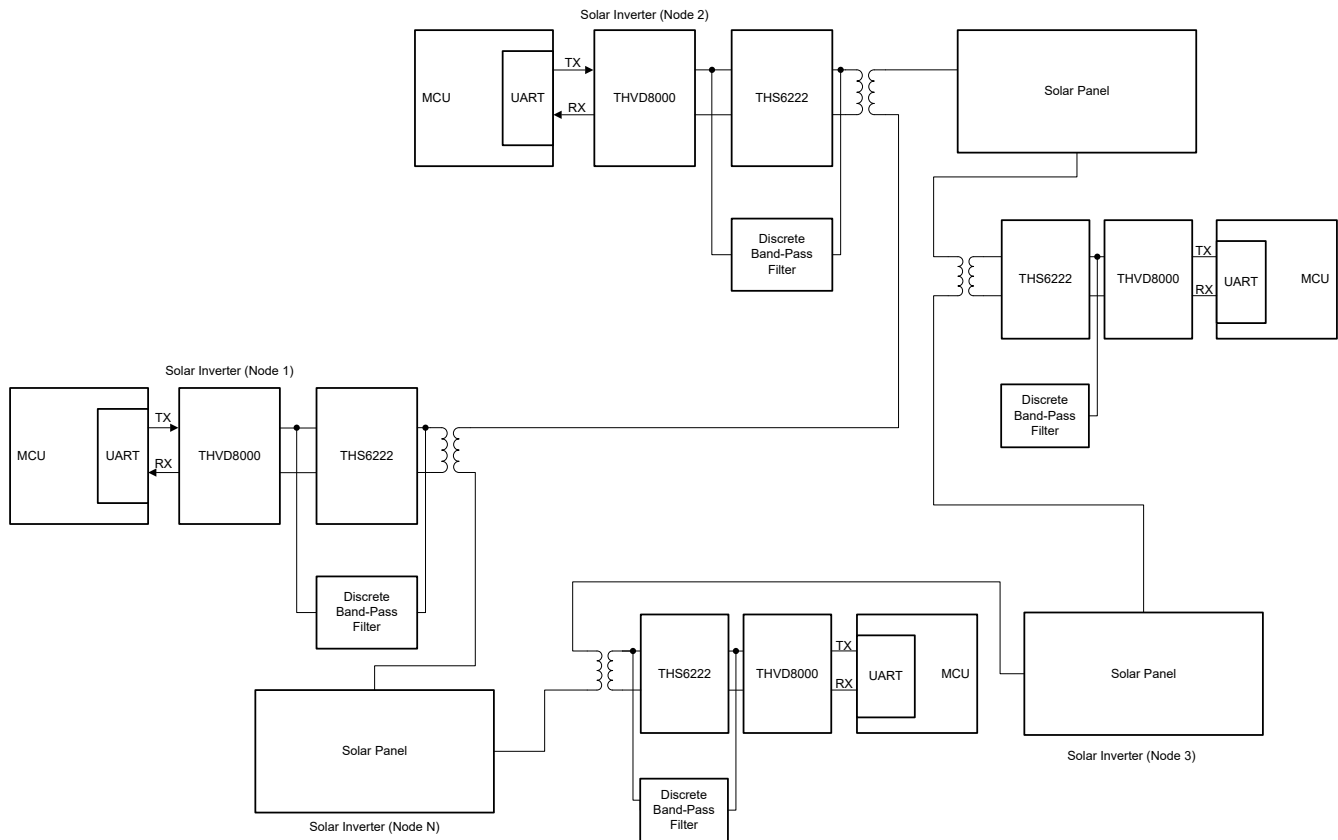 Solar Inverter (Node 2)
MCU
UART
TX
RX
THVD8000
THS6222
Discrete
Band-Pass
Filter
Solar Panel
THS6222
THVD8000
TX
RX
UART
MCU
Discrete
Band-Pass
Filter
Solar Inverter (Node 1)
MCU
UART
TX
RX
THVD8000
THS6222
Discrete
Band-Pass
Filter
THS6222
THVD8000
TX
RX
UART
MCU
Discrete
Band-Pass
Filter
Solar Panel
Solar Inverter (Node 3)
Solar Panel
Solar Inverter (Node N)